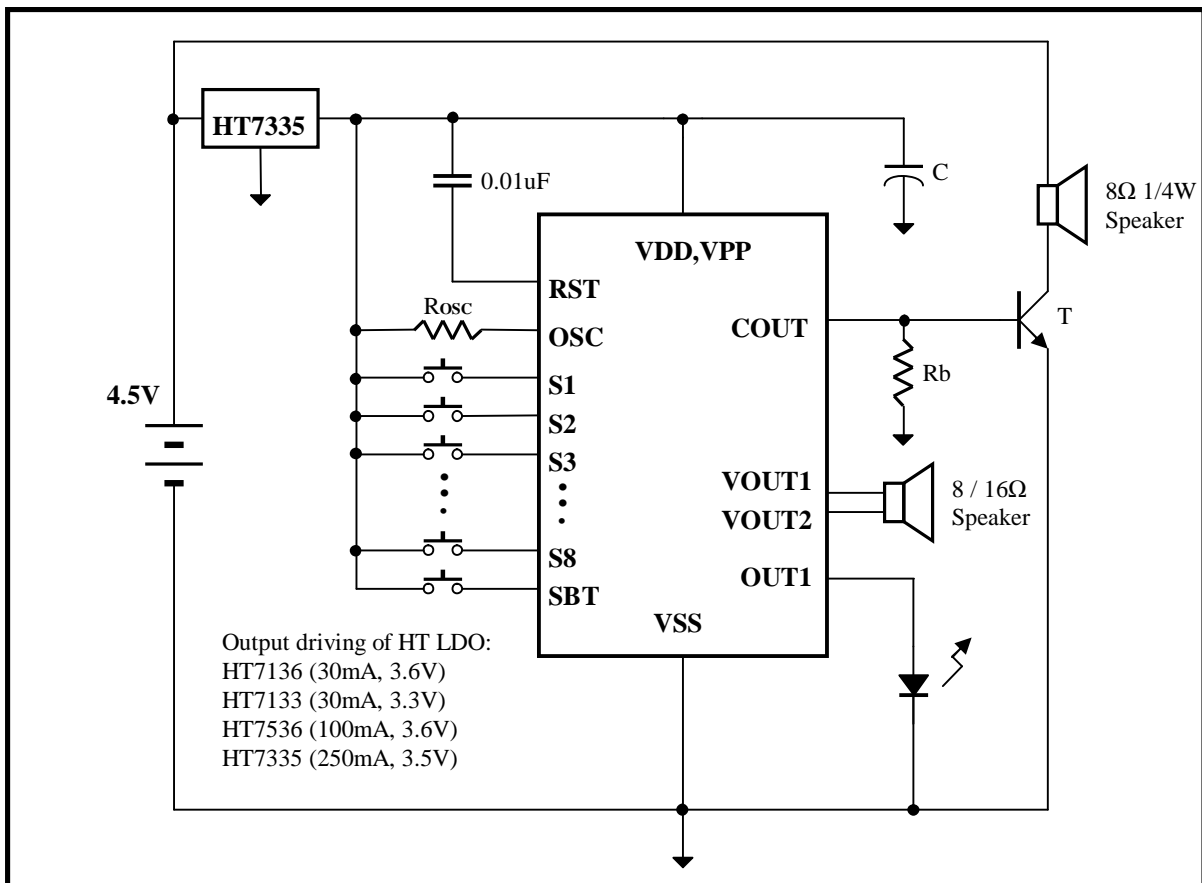 HT7335
0.01uF
C
8Ω 1/4W
Speaker
VDD,VPP
RST
Rosc
OSC
COUT
T
Rb
S1
4.5V
S2
S3
VOUT1
8 / 16Ω
VOUT2
Speaker
S8
OUT1
SBT
VSS
Output driving of HT LDO:
HT7136 (30mA, 3.6V)
HT7133 (30mA, 3.3V)
HT7536 (100mA, 3.6V)
HT7335 (250mA, 3.5V)